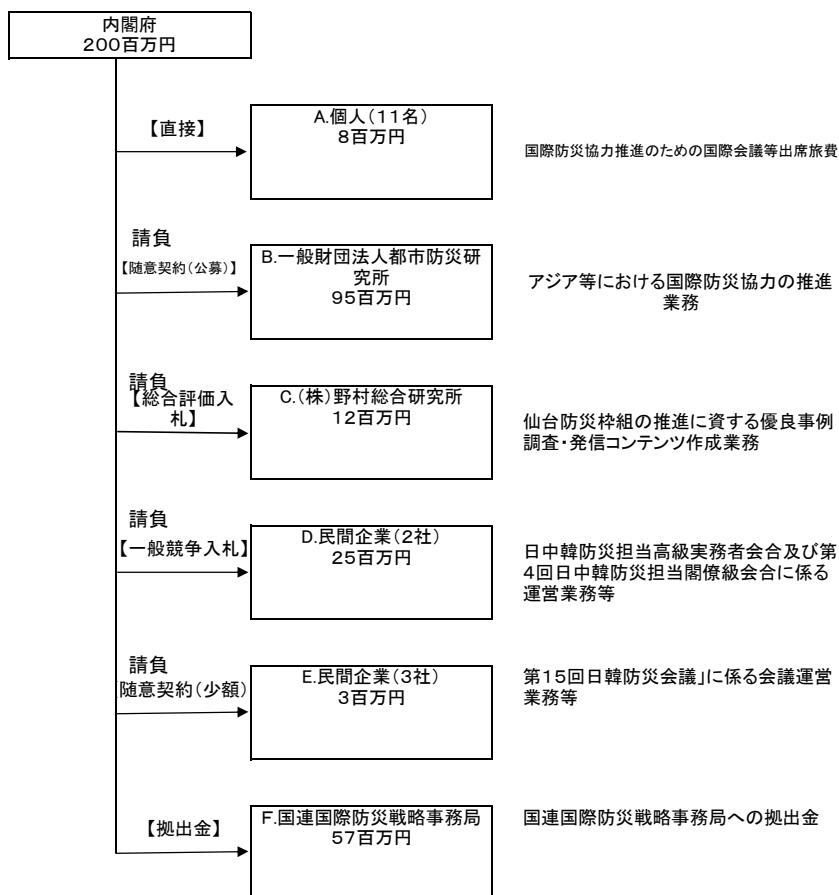 内閣府
200百万円
【直接】
A.個人(11名)
8百万円
国際防災協力推進のための国際会議等出席旅費
請負
【随意契約(公募)】
B.一般財団法人都市防災研
究所
95百万円
アジア等における国際防災協力の推進
業務
請負
【総合評価入
札】
C.(株)野村総合研究所
12百万円
仙台防災枠組の推進に資する優良事例
調査・発信コンテンツ作成業務
請負
【一般競争入札】
D.民間企業(2社)
25百万円
日中韓防災担当高級実務者会合及び第
4回日中韓防災担当閣僚級会合に係る
運営業務等
請負
随意契約(少額)
E.民間企業(3社)
3百万円
第15回日韓防災会議」に係る会議運営
業務等
【拠出金】
F.国連国際防災戦略事務局
57百万円
国連国際防災戦略事務局への拠出金